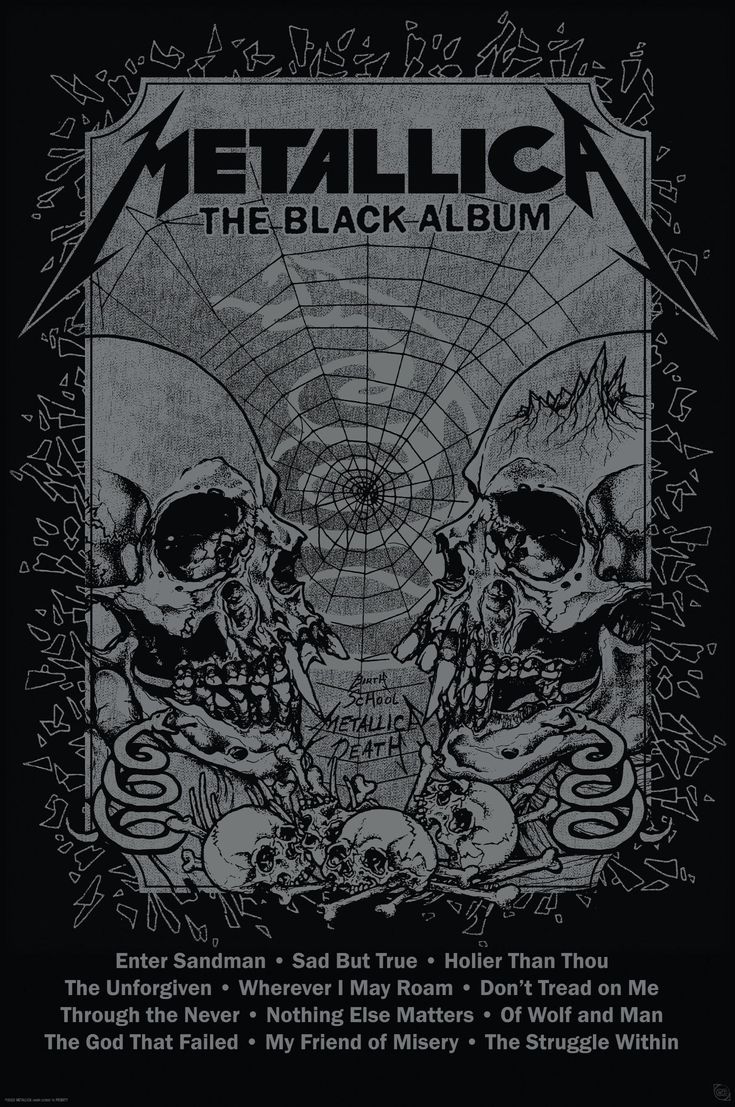 METALLICA
THE BLACK ALBUM
BIRTH
SCHOOL
METALLICA
DEATH
Enter Sandman • Sad But True • Holier Than Thou
The Unforgiven • Wherever I May Roam • Don’t Tread on Me
Through the Never • Nothing Else Matters • Of Wolf and Man
The God That Failed • My Friend of Misery • The Struggle Within